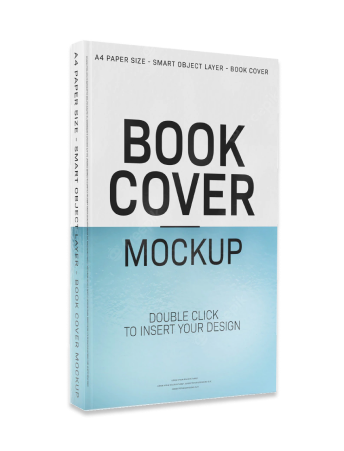 A4 PAPER SIZE - SMART OBJECT LAYER - BOOK COVER
BOOK
COVER
MOCKUP
DOUBLE CLICK
TO INSERT YOUR DESIGN
A4 PAPER SIZE - SMART OBJECT LAYER - BOOK COVER MOCKUP